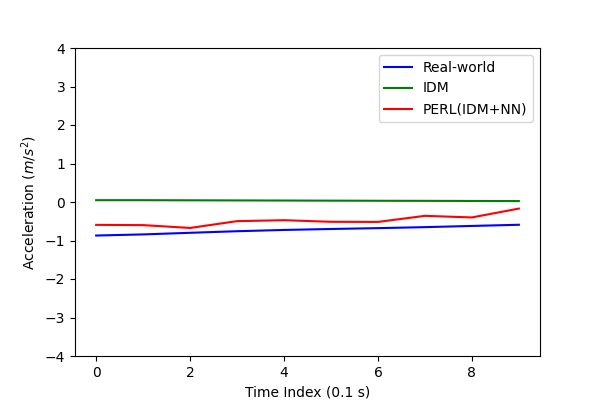 Real-world
IDM
PERL(IDM+NN)
4
3
2
1
0
−1
−2
−3
−4
Acceleration (m/s²)
0 2 4 6 8
Time Index (0.1 s)